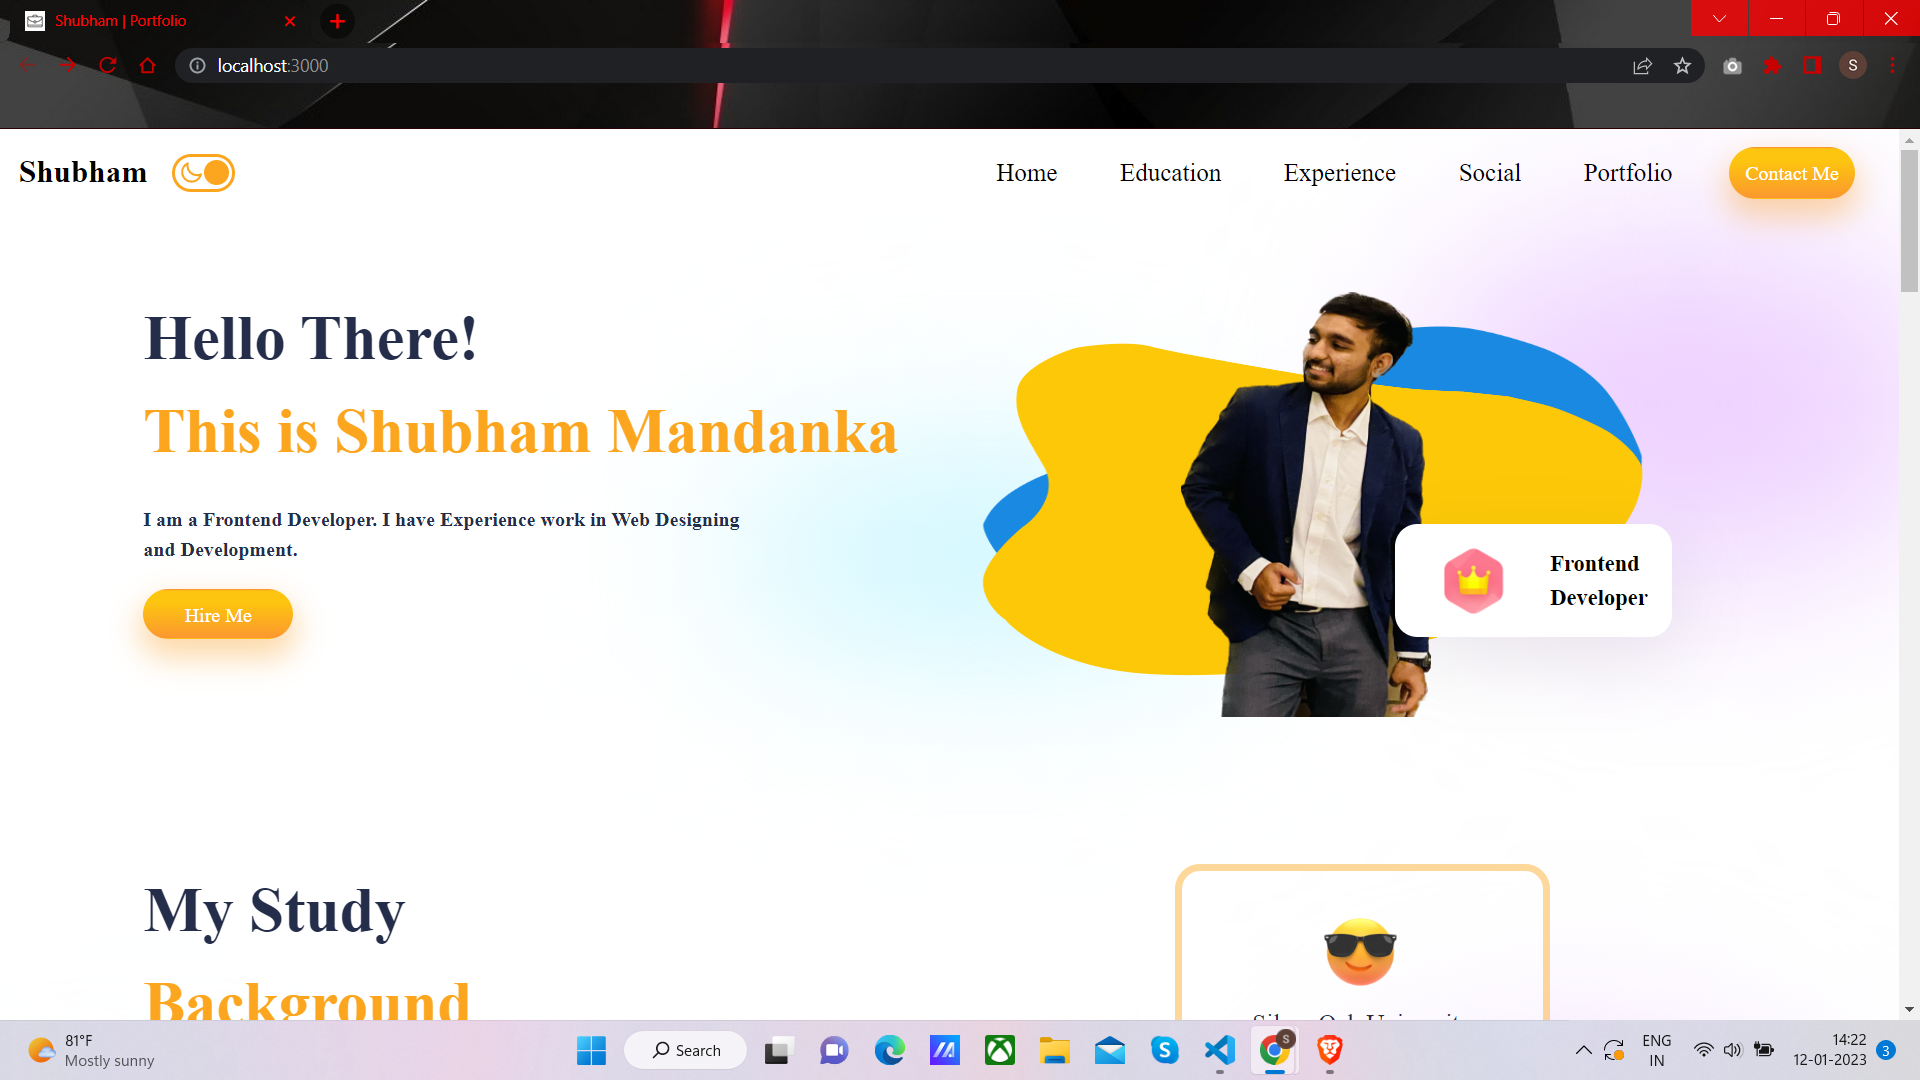 Shubham | Portfolio
localhost:3000
S
Shubham
Home
Education
Experience
Social
Portfolio
Contact Me
Hello There!
This is Shubham Mandanka
I am a Frontend Developer. I have Experience work in Web Designing
and Development.
Hire Me
Frontend
Developer
My Study
Background
81°F
Mostly sunny
Search
S
S
ENG
IN
14:22
12-01-2023
3